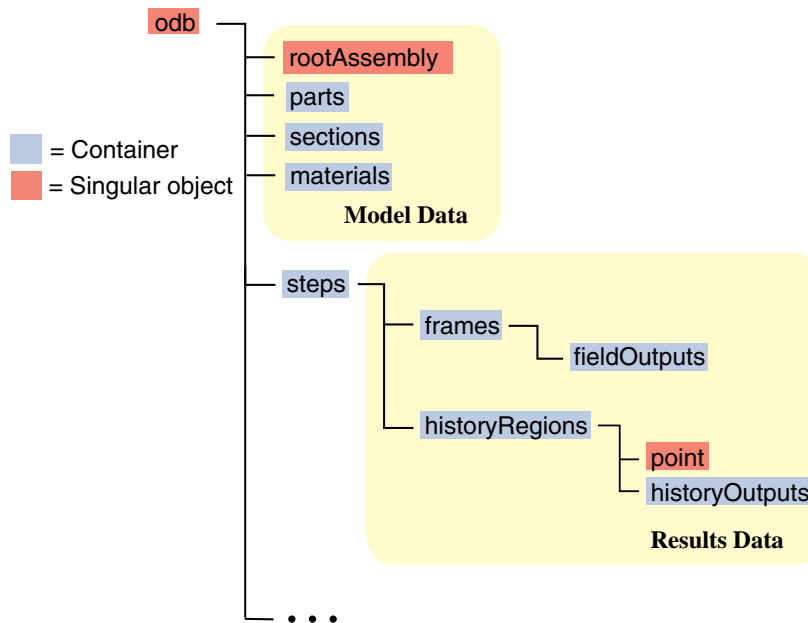 odb
rootAssembly
parts
sections
materials
Model Data
= Container
= Singular object
steps
frames
fieldOutputs
historyRegions
point
historyOutputs
Results Data
• • •